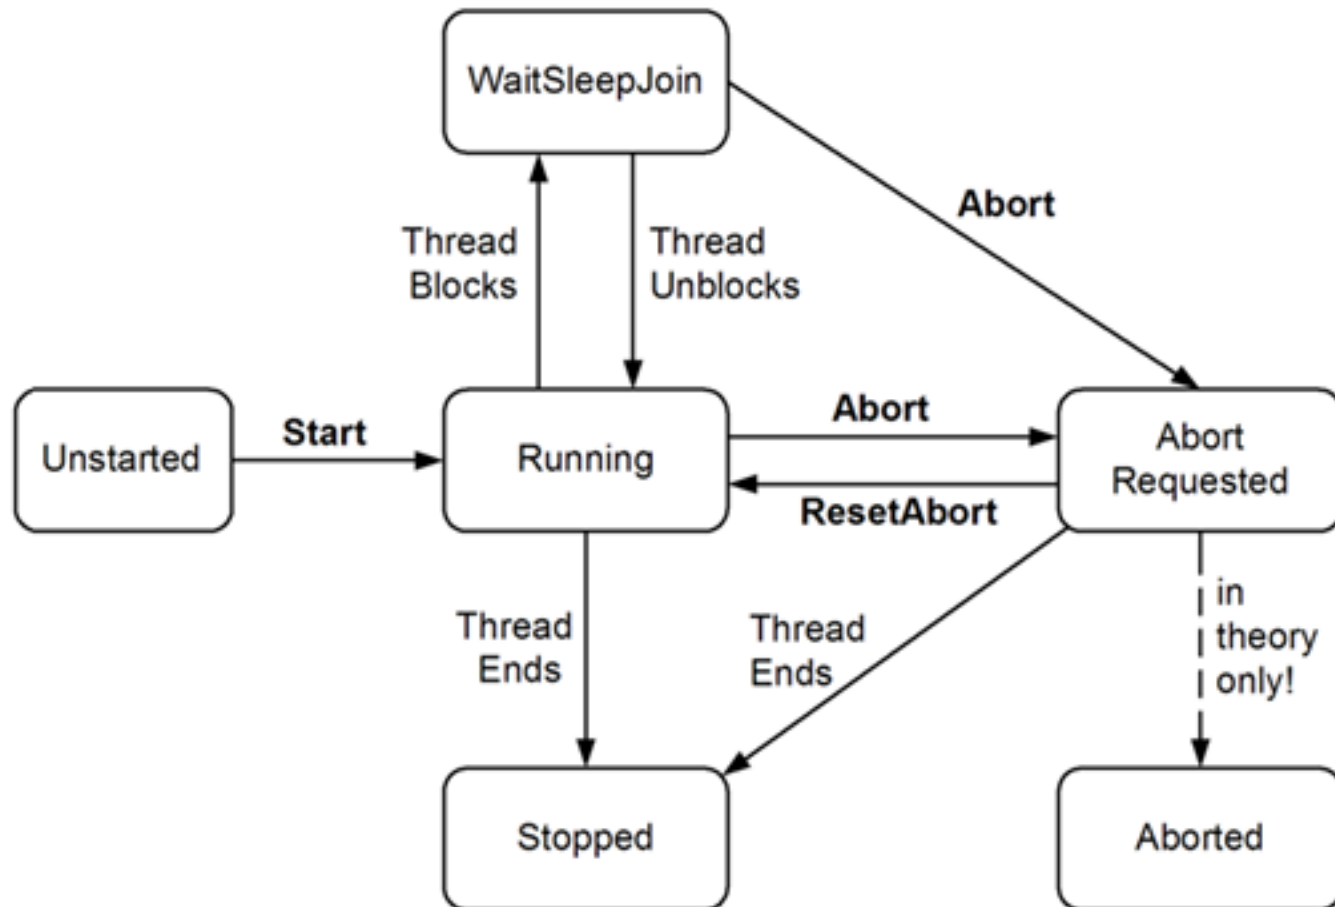 WaitSleepJoin
Abort
Thread
Blocks
Thread
Unblocks
Unstarted
Start
Running
Abort
ResetAbort
Abort
Requested
Thread
Ends
Thread
Ends
in
theory
only!
Stopped
Aborted